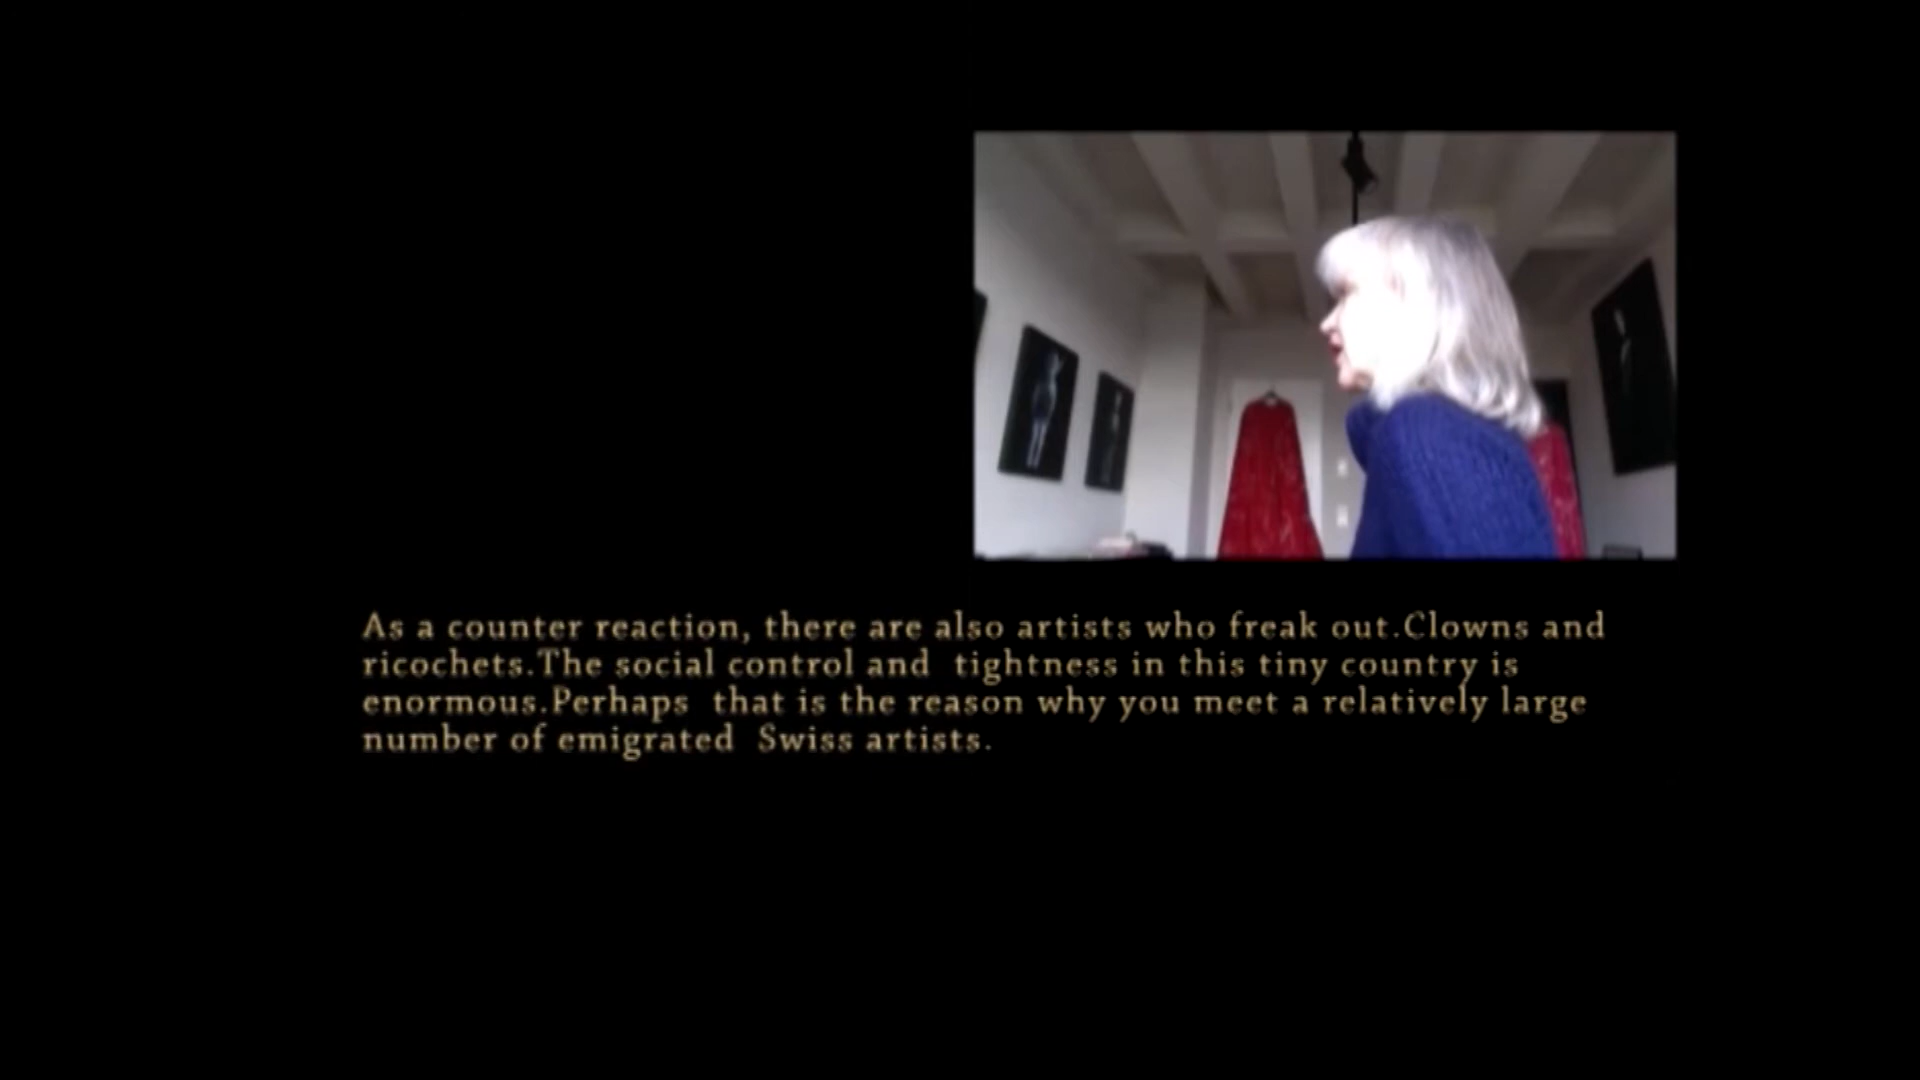 As a counter reaction, there are also artists who freak out.Clowns and
ricochets.The social control and  tightness in this tiny country is
enormous.Perhaps  that is the reason why you meet a relatively large
number of emigrated  Swiss artists.